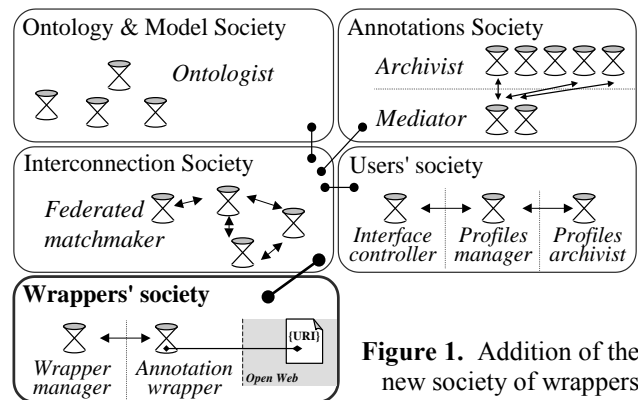 Ontology & Model Society
Ontologist
Annotations Society
Archivist
Mediator
Interconnection Society
Federated
matchmaker
Users' society
Interface
controller
Profiles
manager
Profiles
archivist
Wrappers' society
Wrapper
manager
Annotation
wrapper
{URI}
Open Web
Figure 1. Addition of the
new society of wrappers